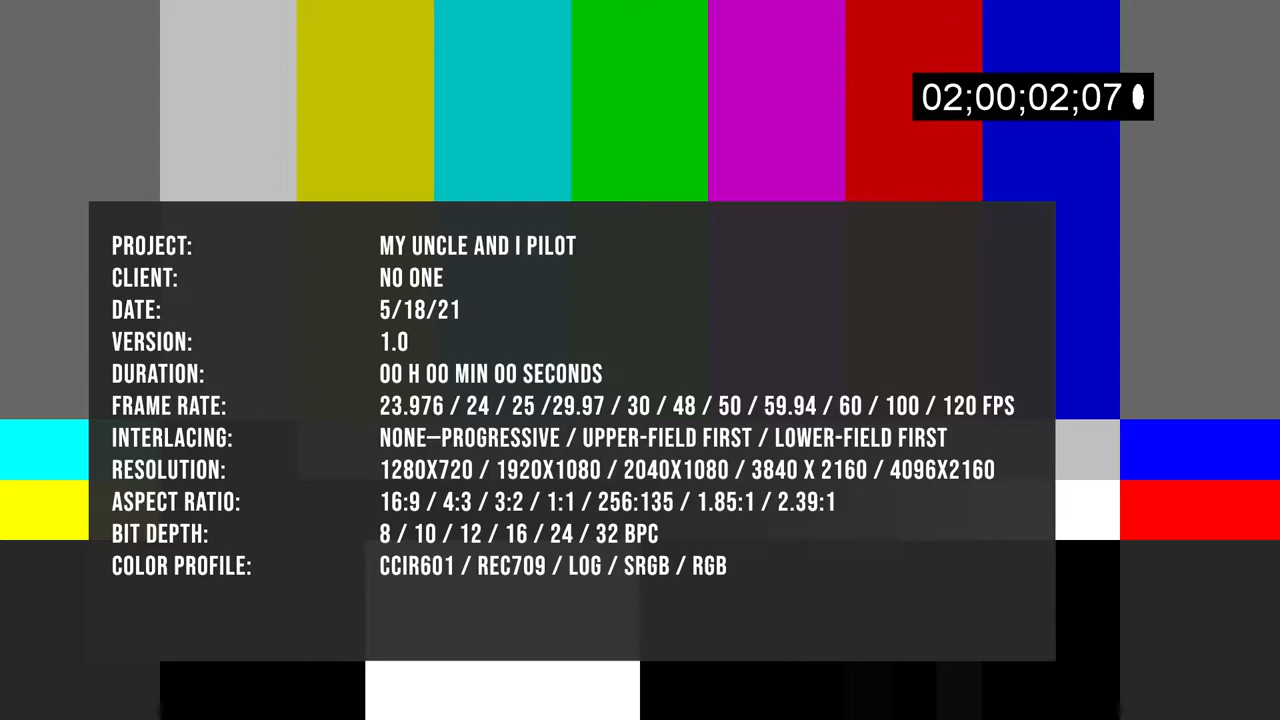 02;00;02;07
PROJECT: MY UNCLE AND I PILOT
CLIENT: NO ONE
DATE: 5/18/21
VERSION: 1.0
DURATION: 00 H 00 MIN 00 SECONDS
FRAME RATE: 23.976 / 24 / 25 /29.97 / 30 / 48 / 50 / 59.94 / 60 / 100 / 120 FPS
INTERLACING: NONE—PROGRESSIVE / UPPER-FIELD FIRST / LOWER-FIELD FIRST
RESOLUTION: 1280X720 / 1920X1080 / 2040X1080 / 3840 X 2160 / 4096X2160
ASPECT RATIO: 16:9 / 4:3 / 3:2 / 1:1 / 256:135 / 1.85:1 / 2.39:1
BIT DEPTH: 8 / 10 / 12 / 16 / 24 / 32 BPC
COLOR PROFILE: CCIR601 / REC709 / LOG / SRGB / RGB